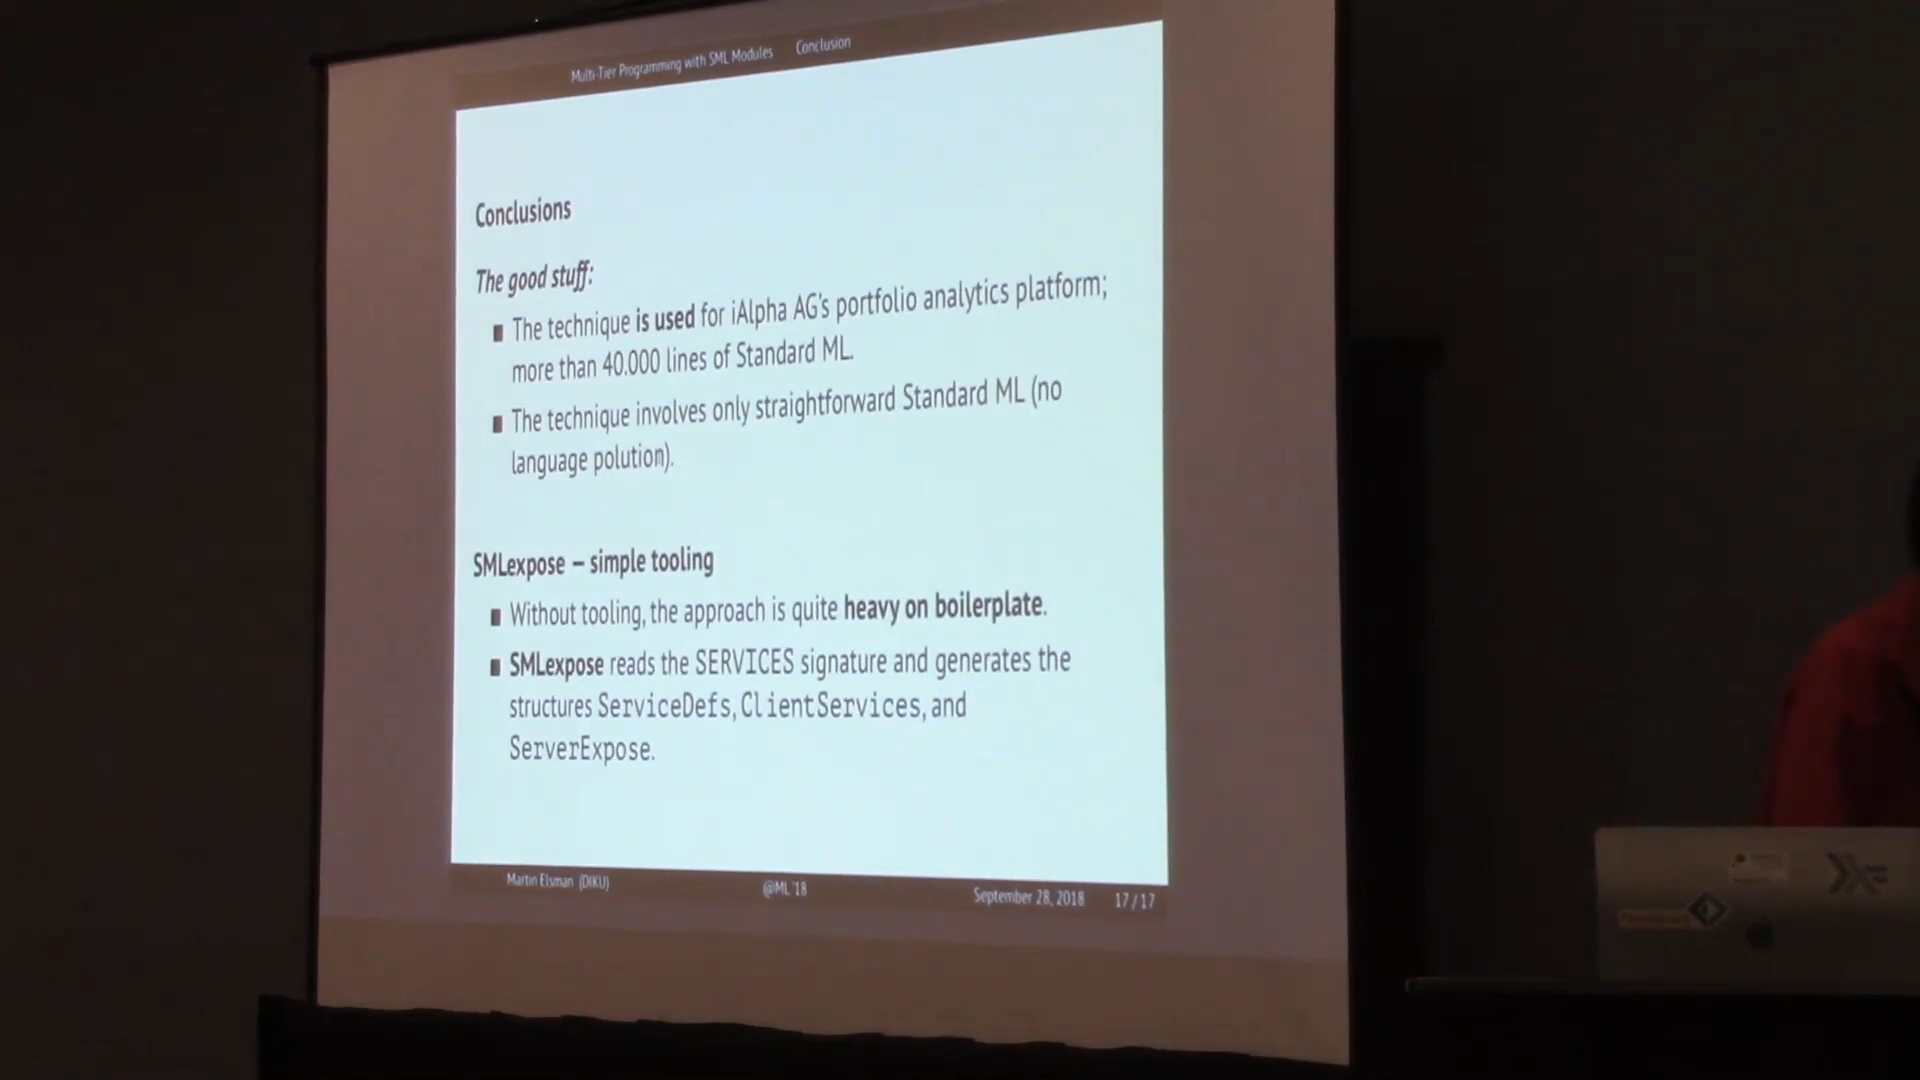 Multi-Tier Programming with SML Modules Conclusion
Conclusions
The good stuff:
■ The technique is used for iAlpha AG's portfolio analytics platform;
more than 40.000 lines of Standard ML.
■ The technique involves only straightforward Standard ML (no
language polution).
SMLexpose – simple tooling
■ Without tooling, the approach is quite heavy on boilerplate.
■ SMLexpose reads the SERVICES signature and generates the
structures ServiceDefs, ClientServices, and
ServerExpose.
Martin Elsman (DIKU) @ML '18 September 28, 2018 17 / 17